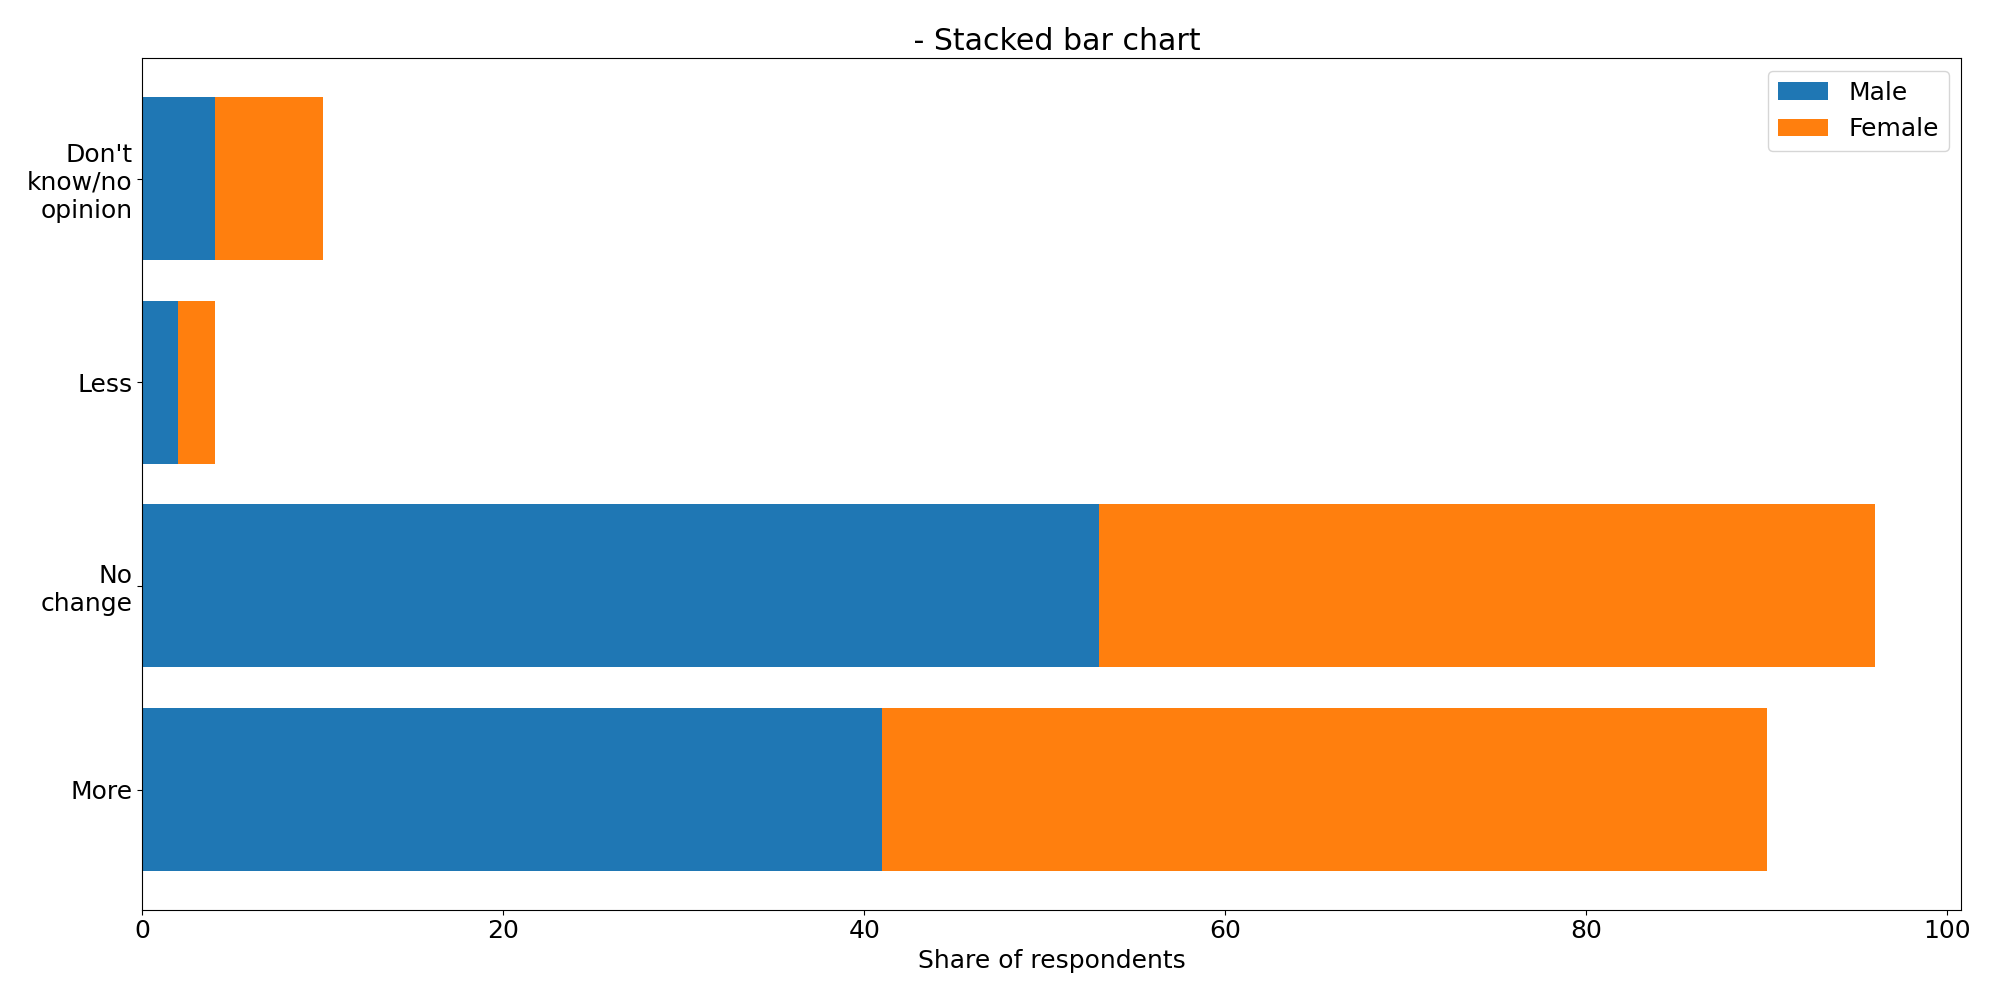 - Stacked bar chart
Male
Female
Don't
know/no
opinion
Less
No
change
More
0 20 40 60 80 100
Share of respondents